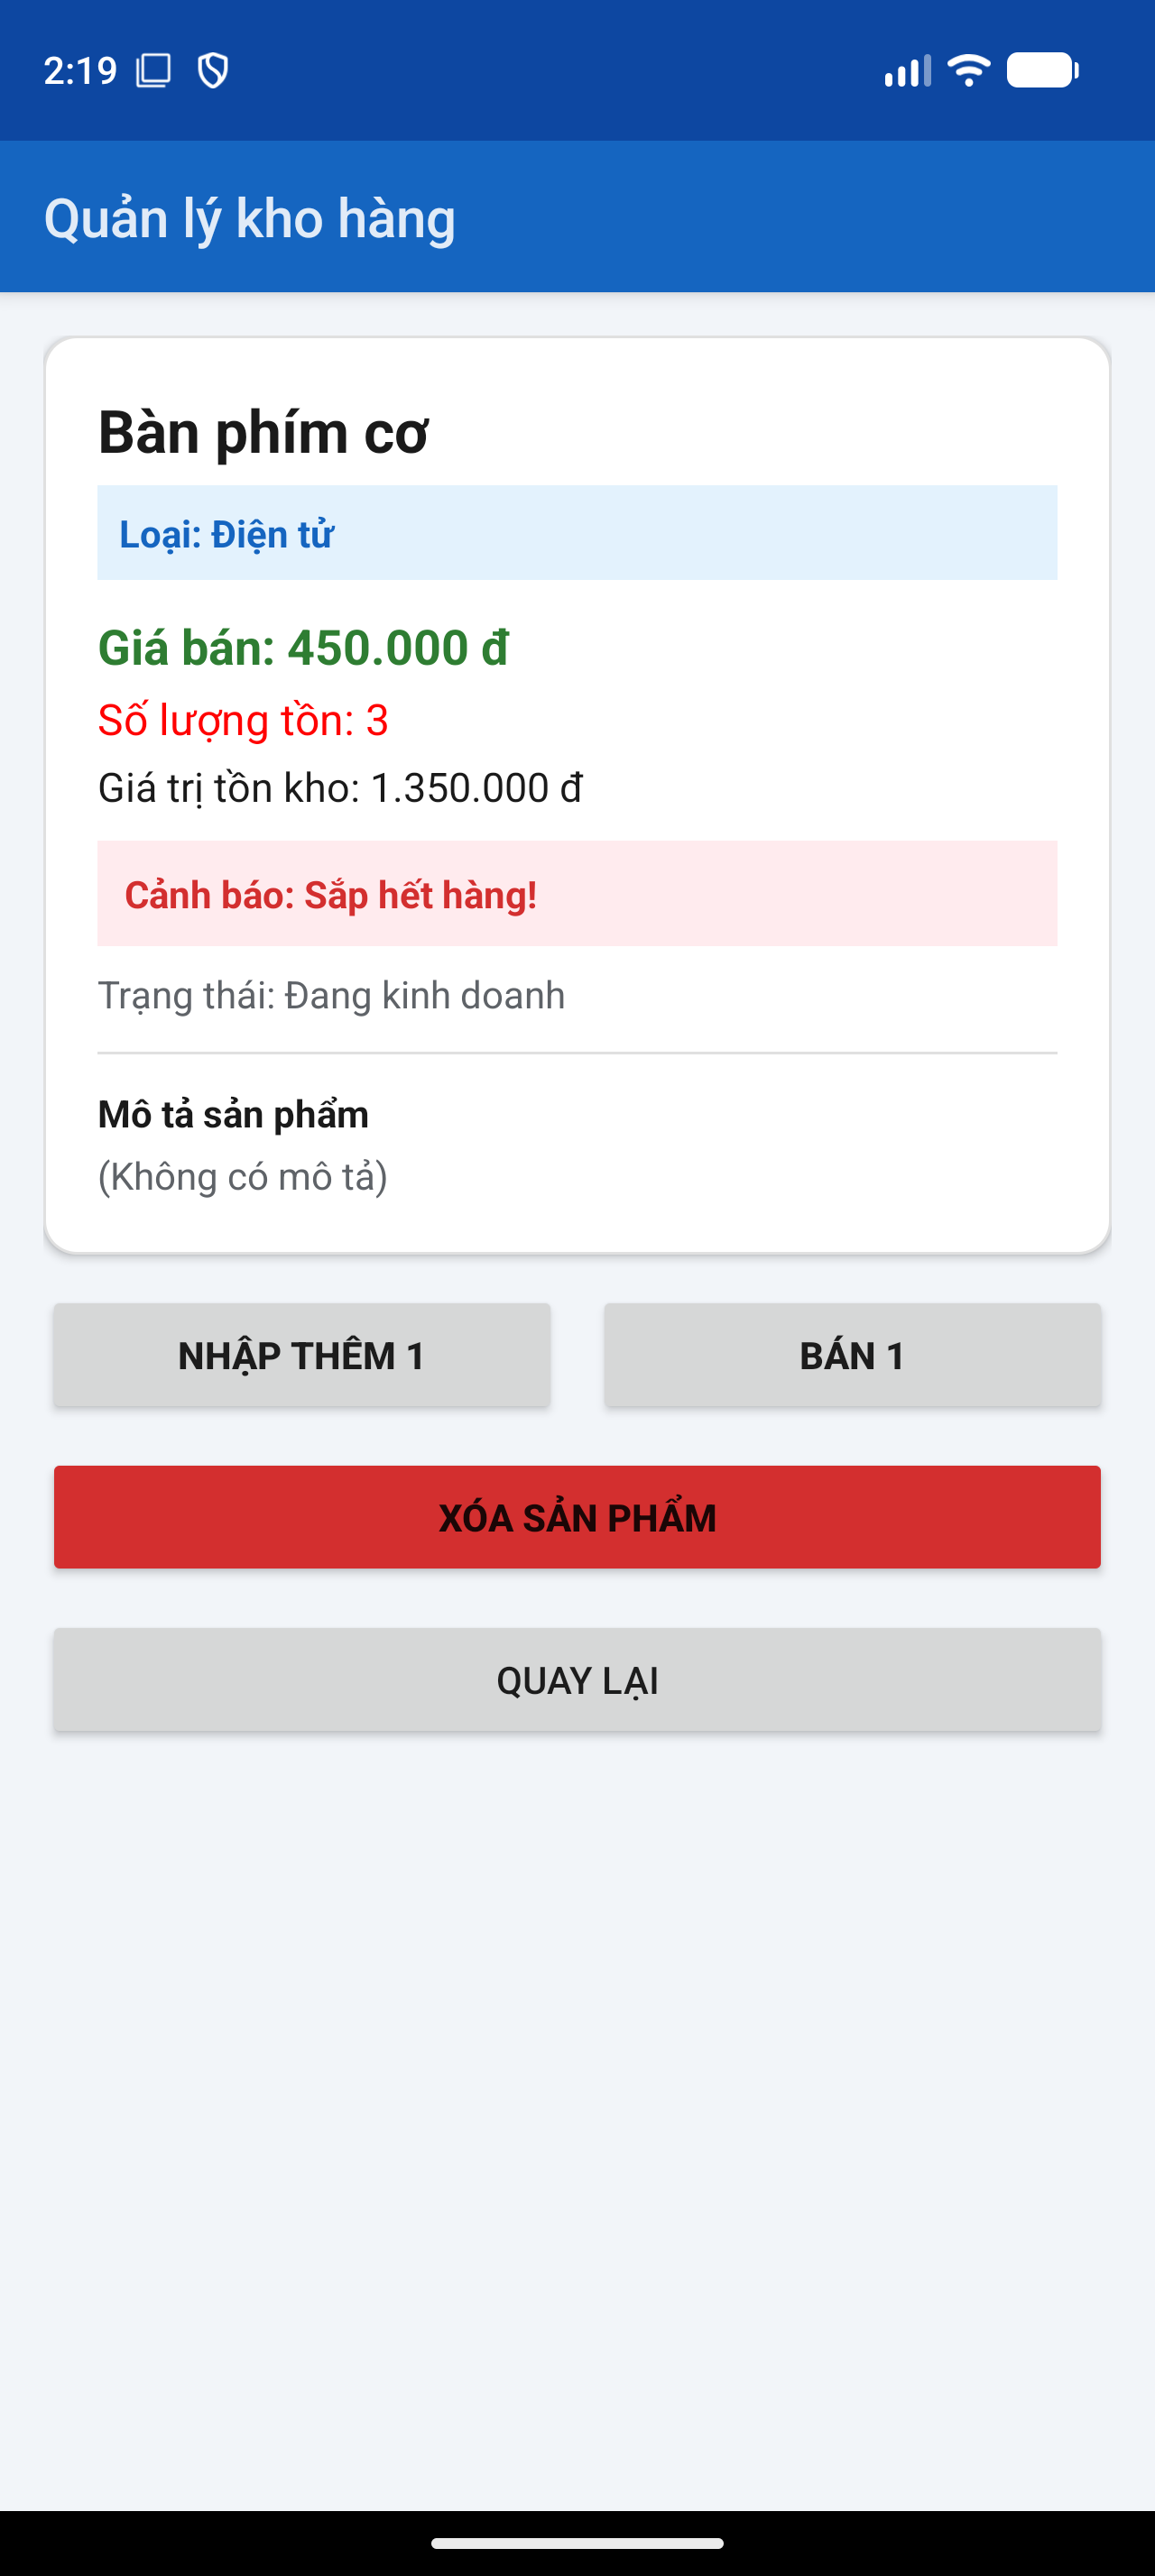 2:19
Quản lý kho hàng
Bàn phím cơ
Loại: Điện tử
Giá bán: 450.000 đ
Số lượng tồn: 3
Giá trị tồn kho: 1.350.000 đ
Cảnh báo: Sắp hết hàng!
Trạng thái: Đang kinh doanh
Mô tả sản phẩm
(Không có mô tả)
NHẬP THÊM 1
BÁN 1
XÓA SẢN PHẨM
QUAY LẠI